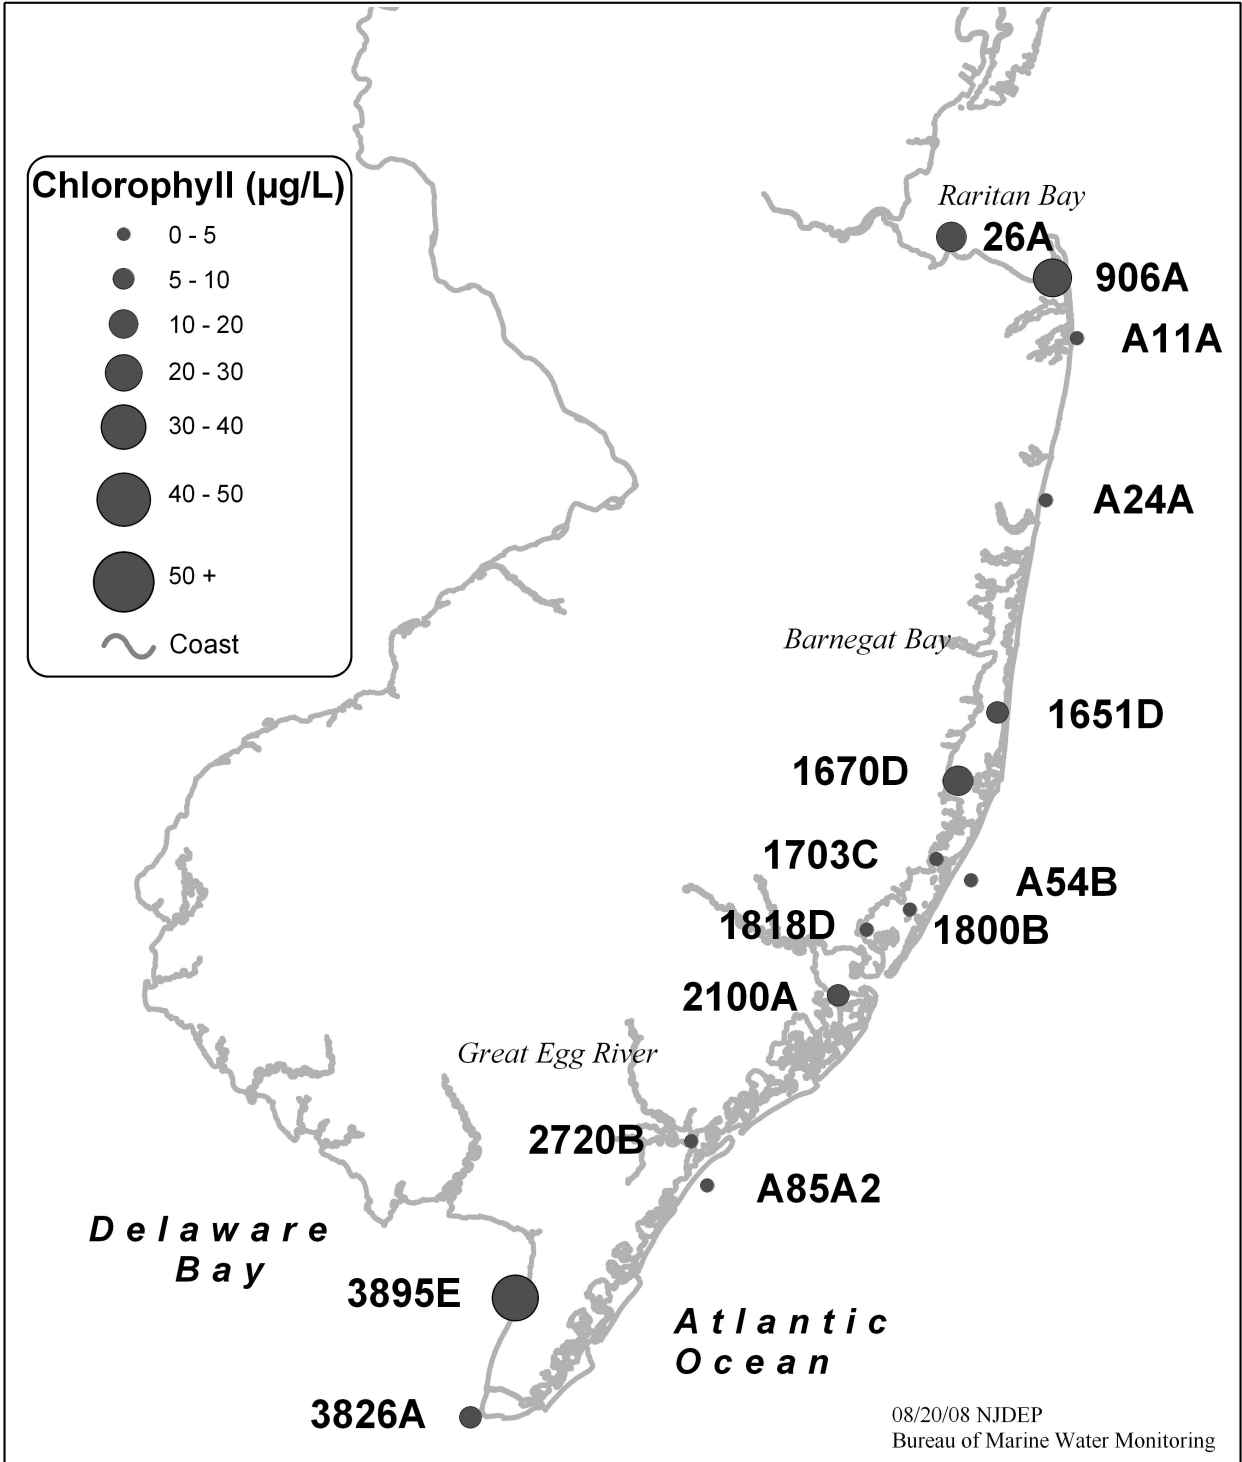 Chlorophyll (µg/L)
0 - 5
5 - 10
10 - 20
20 - 30
30 - 40
40 - 50
50 +
Coast
Raritan Bay
26A
906A
A11A
A24A
Barnegat Bay
1651D
1670D
1703C
A54B
1818D
1800B
2100A
Great Egg River
2720B
A85A2
Delaware
Bay
3895E
Atlantic
Ocean
3826A
08/20/08 NJDEP
Bureau of Marine Water Monitoring